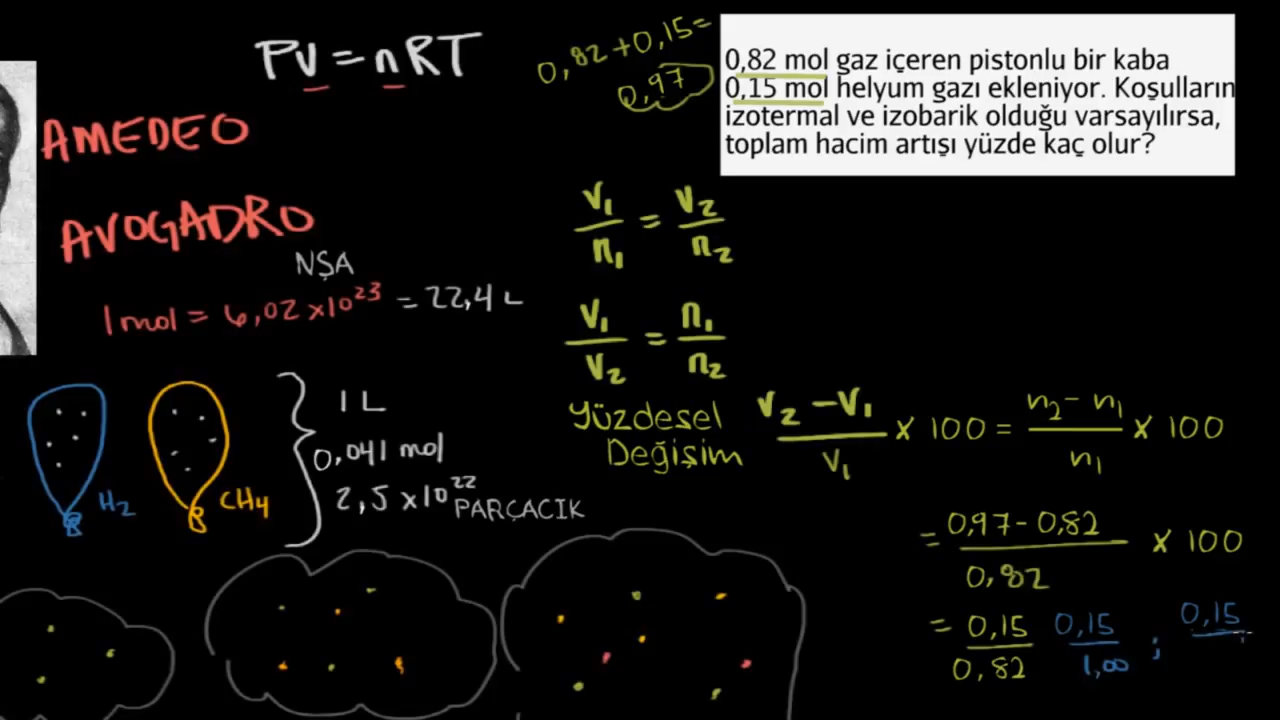 PV = nRT
0,82 + 0,15 =
0,97
0,82 mol gaz içeren pistonlu bir kaba
0,15 mol helyum gazı ekleniyor. Koşulların
izotermal ve izobarik olduğu varsayılırsa,
toplam hacim artışı yüzde kaç olur?
AMEDEO
AVOGADRO
NŞA
1 mol = 6,02 x 10²³ = 22,4 L
V₁/n₁ = V₂/n₂
V₁/V₂ = n₁/n₂
H₂
CH₄
1 L
0,041 mol
2,5 x 10²² PARÇACIK
Yüzdesel
Değişim
V₂ - V₁ / V₁ x 100 = n₂ - n₁ / n₁ x 100
= 0,97 - 0,82 / 0,82 x 100
= 0,15 / 0,82 0,15 / 1,00 ; 0,15